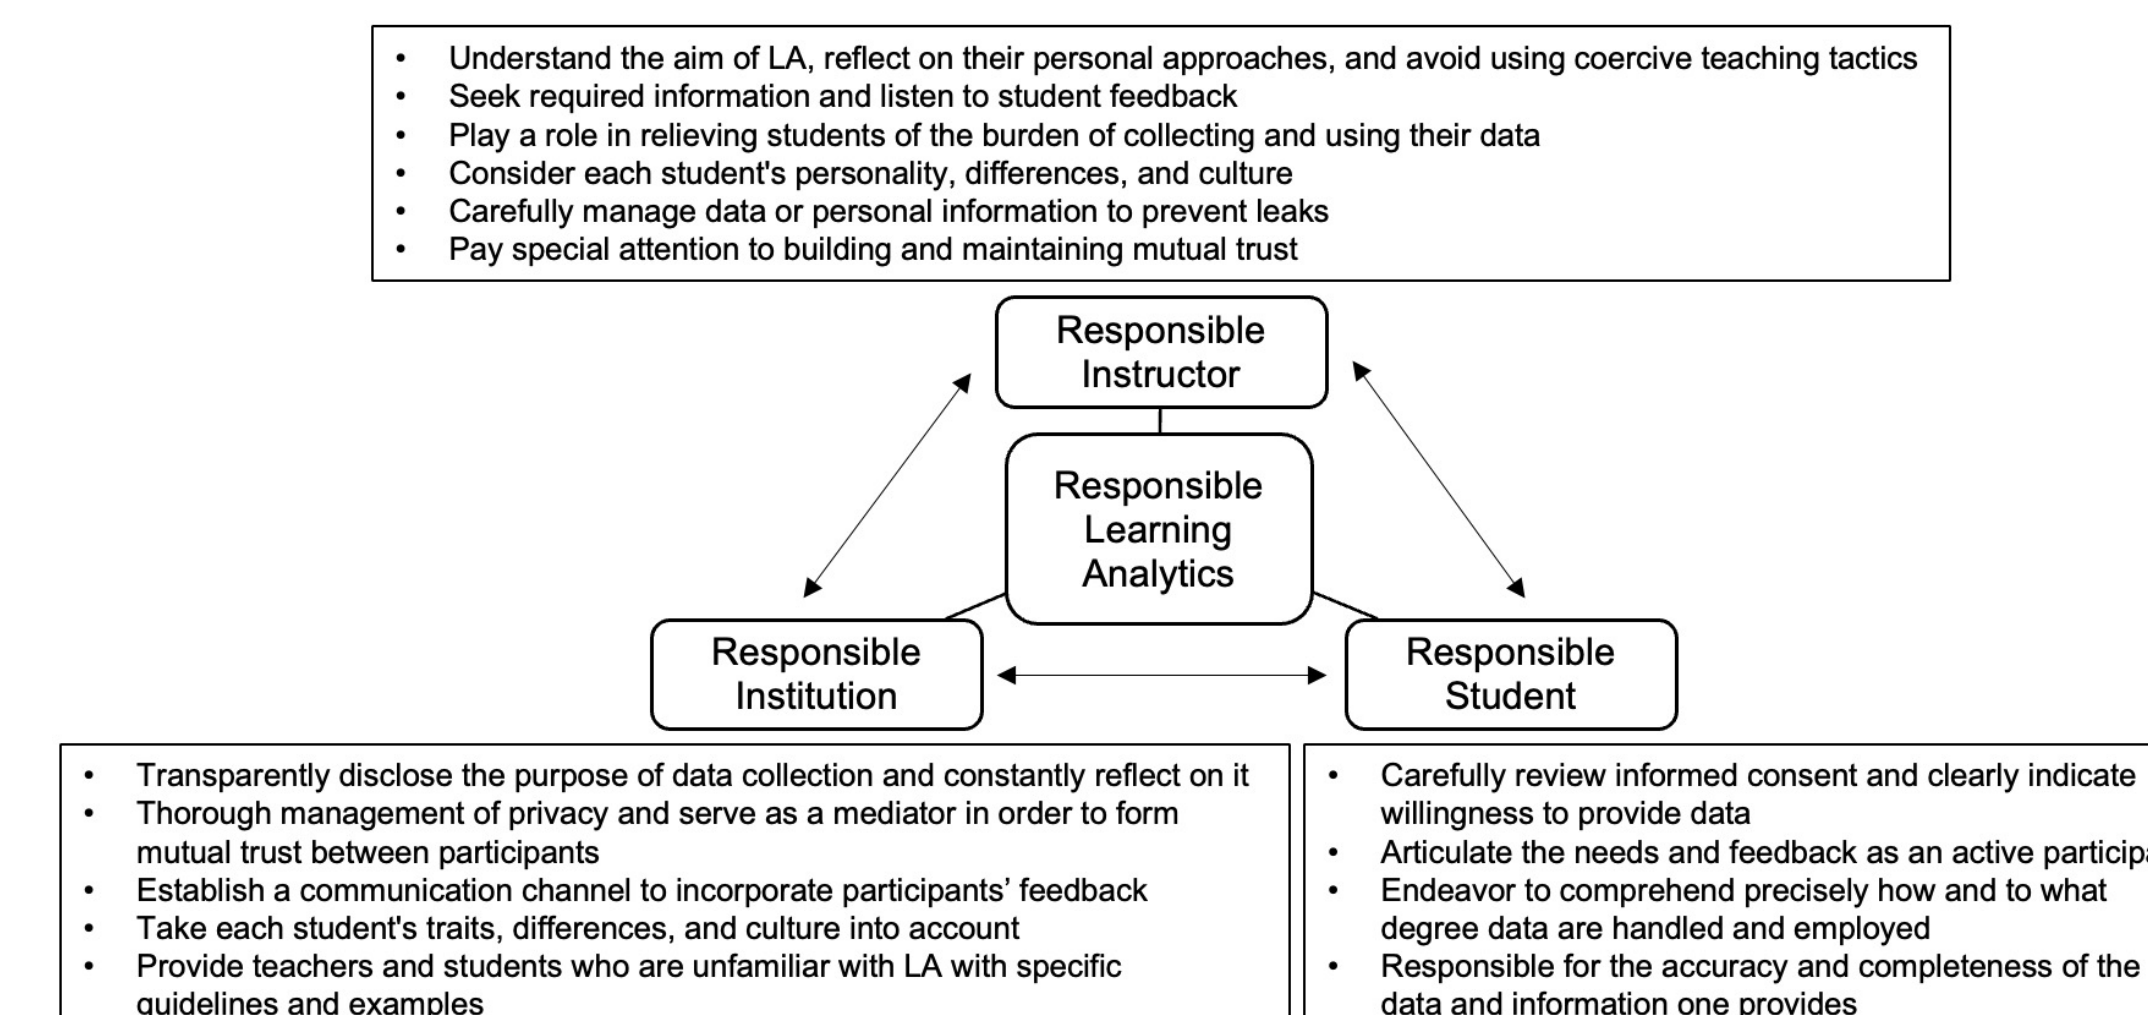 • Understand the aim of LA, reflect on their personal approaches, and avoid using coercive teaching tactics
• Seek required information and listen to student feedback
• Play a role in relieving students of the burden of collecting and using their data
• Consider each student's personality, differences, and culture
• Carefully manage data or personal information to prevent leaks
• Pay special attention to building and maintaining mutual trust
Responsible
Instructor
Responsible
Learning
Analytics
Responsible
Institution
Responsible
Student
• Transparently disclose the purpose of data collection and constantly reflect on it
• Thorough management of privacy and serve as a mediator in order to form
mutual trust between participants
• Establish a communication channel to incorporate participants’ feedback
• Take each student's traits, differences, and culture into account
• Provide teachers and students who are unfamiliar with LA with specific
guidelines and examples
• Carefully review informed consent and clearly indicate
willingness to provide data
• Articulate the needs and feedback as an active
• Endeavor to comprehend precisely how and to what
degree data are handled and employed
• Responsible for the accuracy and completeness of the
data and information one provides